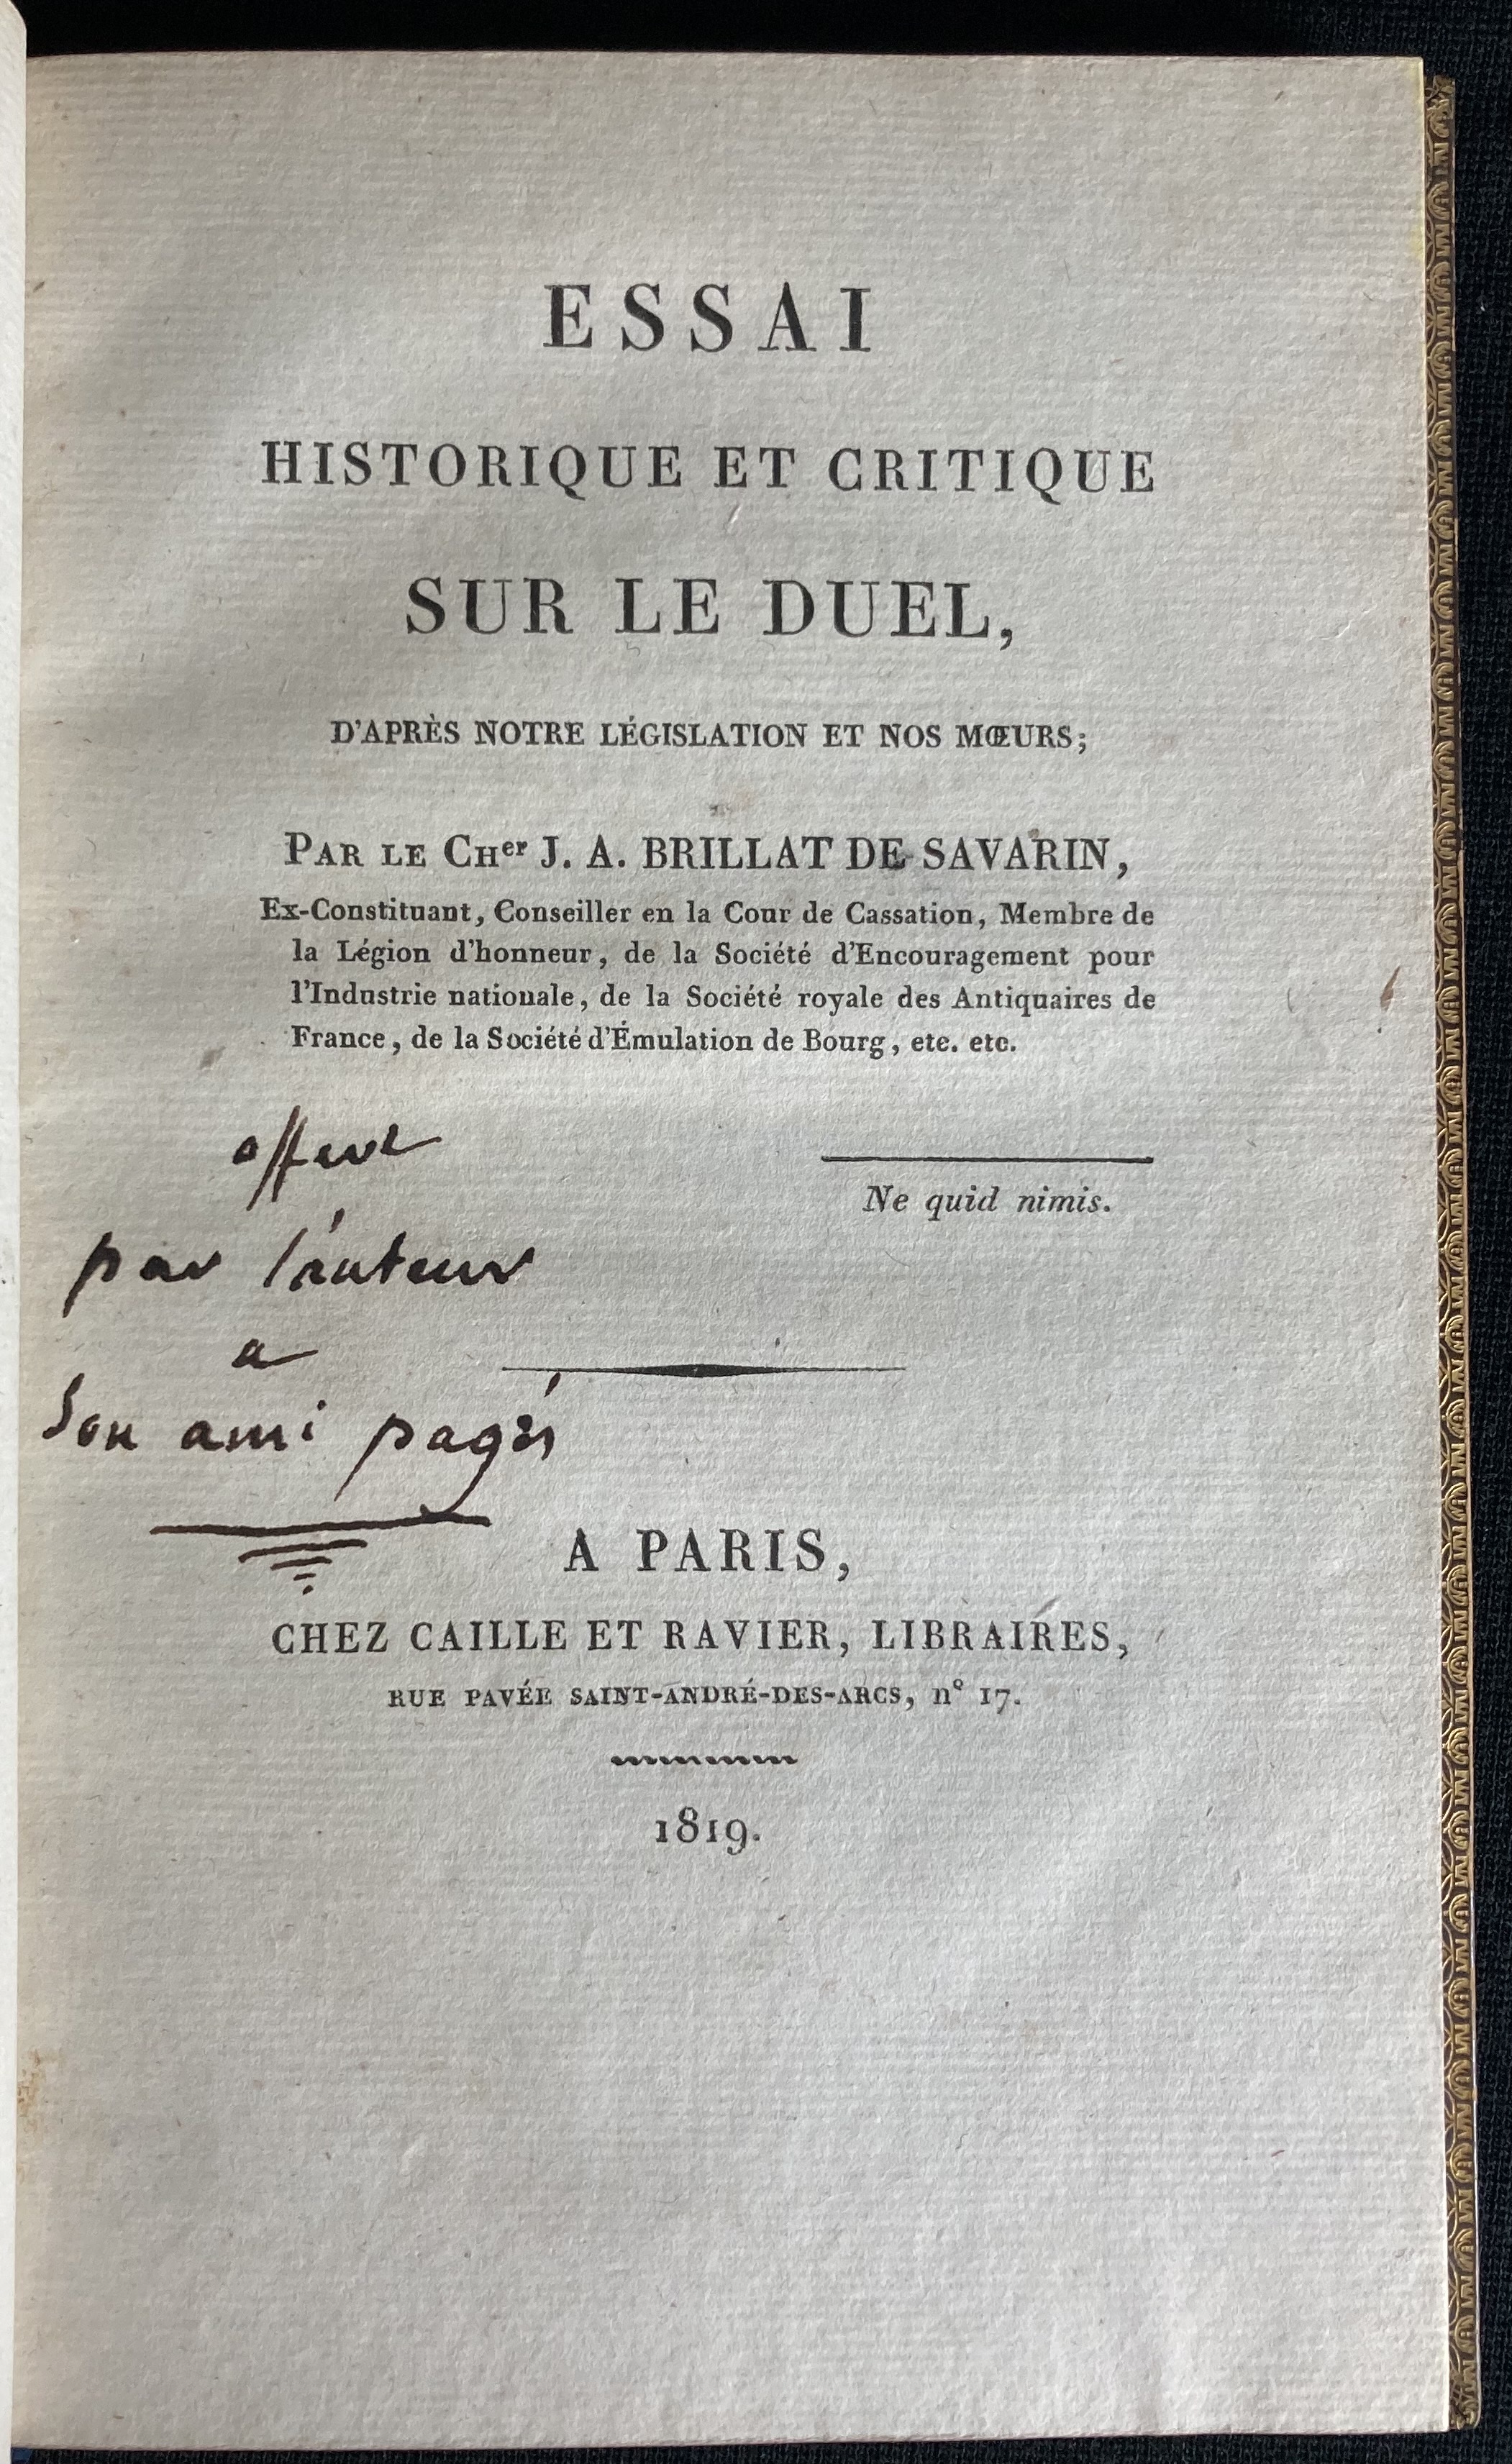 ESSAI
HISTORIQUE ET CRITIQUE
SUR LE DUEL,
D'APRÈS NOTRE LÉGISLATION ET NOS MŒURS;
PAR LE CHer J. A. BRILLAT DE SAVARIN,
Ex-Constituant, Conseiller en la Cour de Cassation, Membre de
la Légion d'honneur, de la Société d'Encouragement pour
l'Industrie nationale, de la Société royale des Antiquaires de
France, de la Société d'Émulation de Bourg, etc. etc.
offert
Ne quid nimis.
par l'auteur
a
Son ami pagés
A PARIS,
CHEZ CAILLE ET RAVIER, LIBRAIRES,
RUE PAVÉE SAINT-ANDRÉ-DES-ARCS, n° 17.
1819.